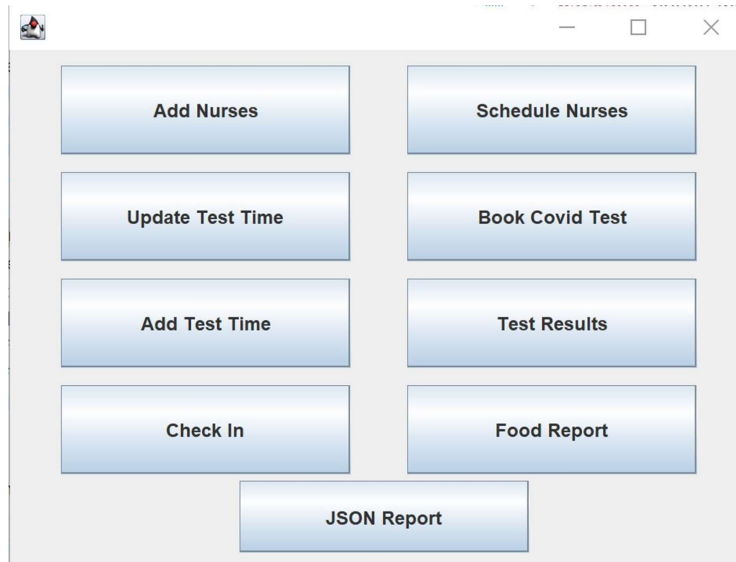 Add Nurses
Schedule Nurses
Update Test Time
Book Covid Test
Add Test Time
Test Results
Check In
Food Report
JSON Report